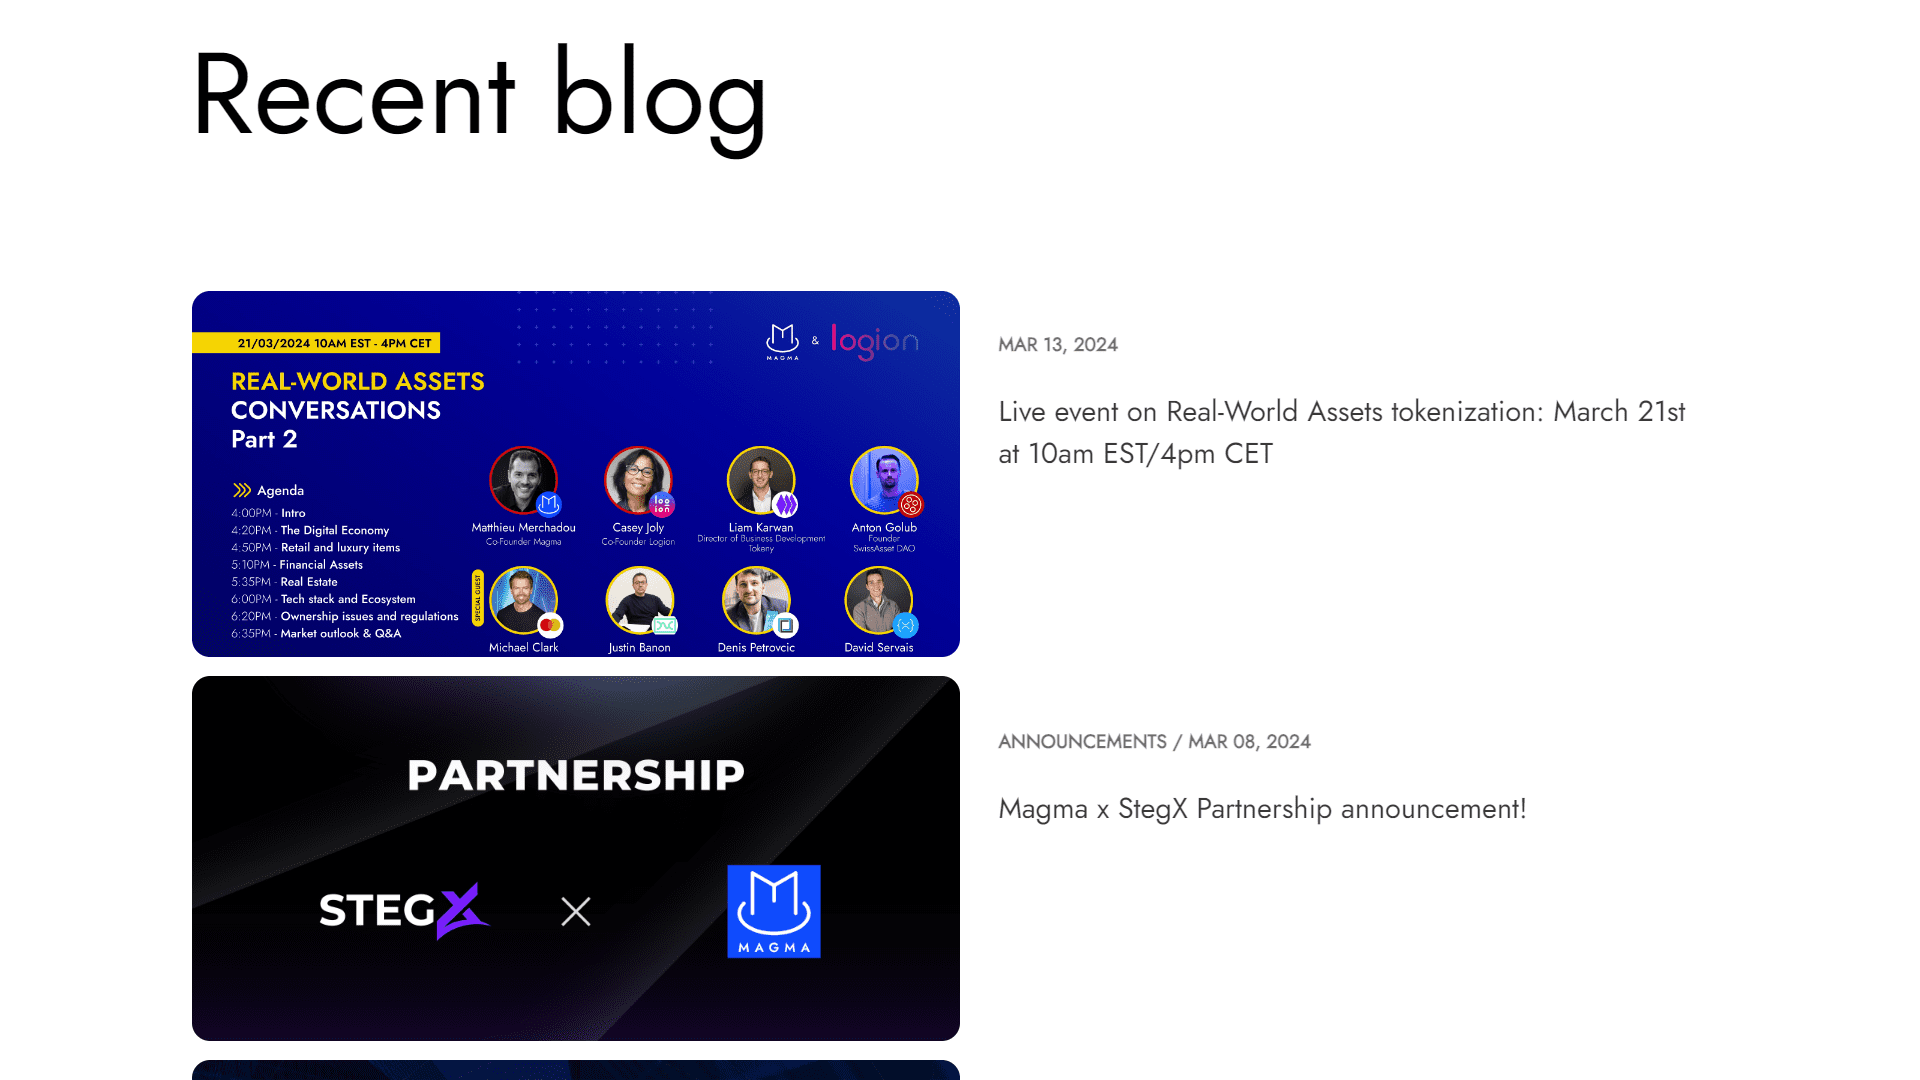 Recent blog
21/03/2024 10AM EST - 4PM CET
MAGMA
&
logion
REAL-WORLD ASSETS
CONVERSATIONS
Part 2
Agenda
4:00PM - Intro
4:20PM - The Digital Economy
4:50PM - Retail and luxury items
5:10PM - Financial Assets
5:35PM - Real Estate
6:00PM - Tech stack and Ecosystem
6:20PM - Ownership issues and regulations
6:35PM - Market outlook & Q&A
Matthieu Merchadou
Co-Founder Magma
Casey Joly
Co-Founder Logion
Liam Karwan
Director of Business Development
Tokeny
Anton Golub
Founder
SwissAsset DAO
SPECIAL GUEST
Michael Clark
Justin Banon
Denis Petrovcic
David Servais
MAR 13, 2024
Live event on Real-World Assets tokenization: March 21st
at 10am EST/4pm CET
PARTNERSHIP
STEGX
MAGMA
ANNOUNCEMENTS / MAR 08, 2024
Magma x StegX Partnership announcement!